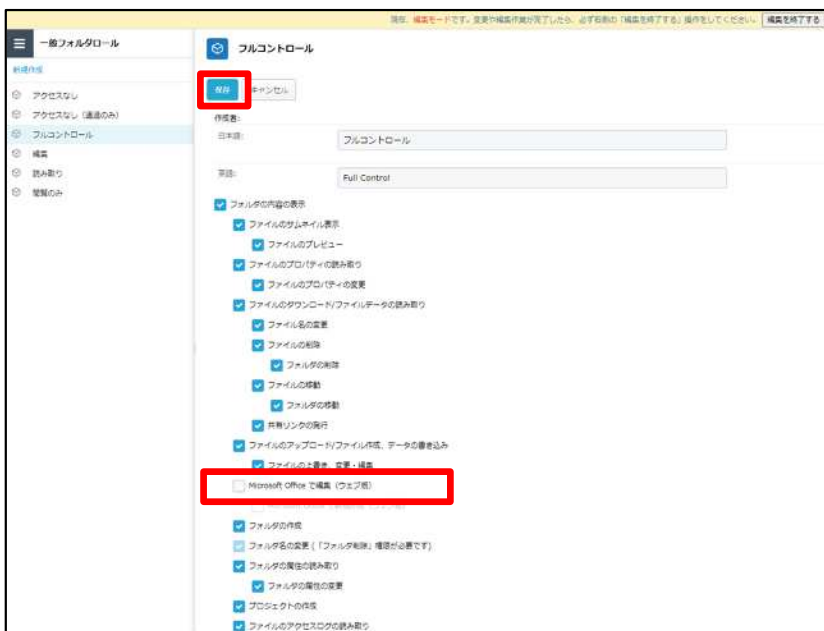 現在、編集モードです。変更や編集作業が完了したら、必ず右側の「編集を終了する」操作をしてください。 編集を終了する
一般フォルダロール
フルコントロール
新規作成
保存 キャンセル
アクセスなし
アクセスなし（通過のみ）
フルコントロール
編集
読み取り
閲覧のみ
作成者:
日本語: フルコントロール
英語: Full Control
フォルダの内容の表示
ファイルのサムネイル表示
ファイルのプレビュー
ファイルのプロパティの読み取り
ファイルのプロパティの変更
ファイルのダウンロード/ファイルデータの読み取り
ファイル名の変更
ファイルの削除
フォルダの削除
ファイルの移動
フォルダの移動
共有リンクの発行
ファイルのアップロード/ファイル作成、データの書き込み
ファイルの上書き、変更・編集
Microsoft Office で編集（ウェブ版）
フォルダの作成
フォルダ名の変更 (「フォルダ削除」権限が必要です)
フォルダの属性の読み取り
フォルダの属性の変更
プロジェクトの作成
ファイルのアクセスログの読み取り